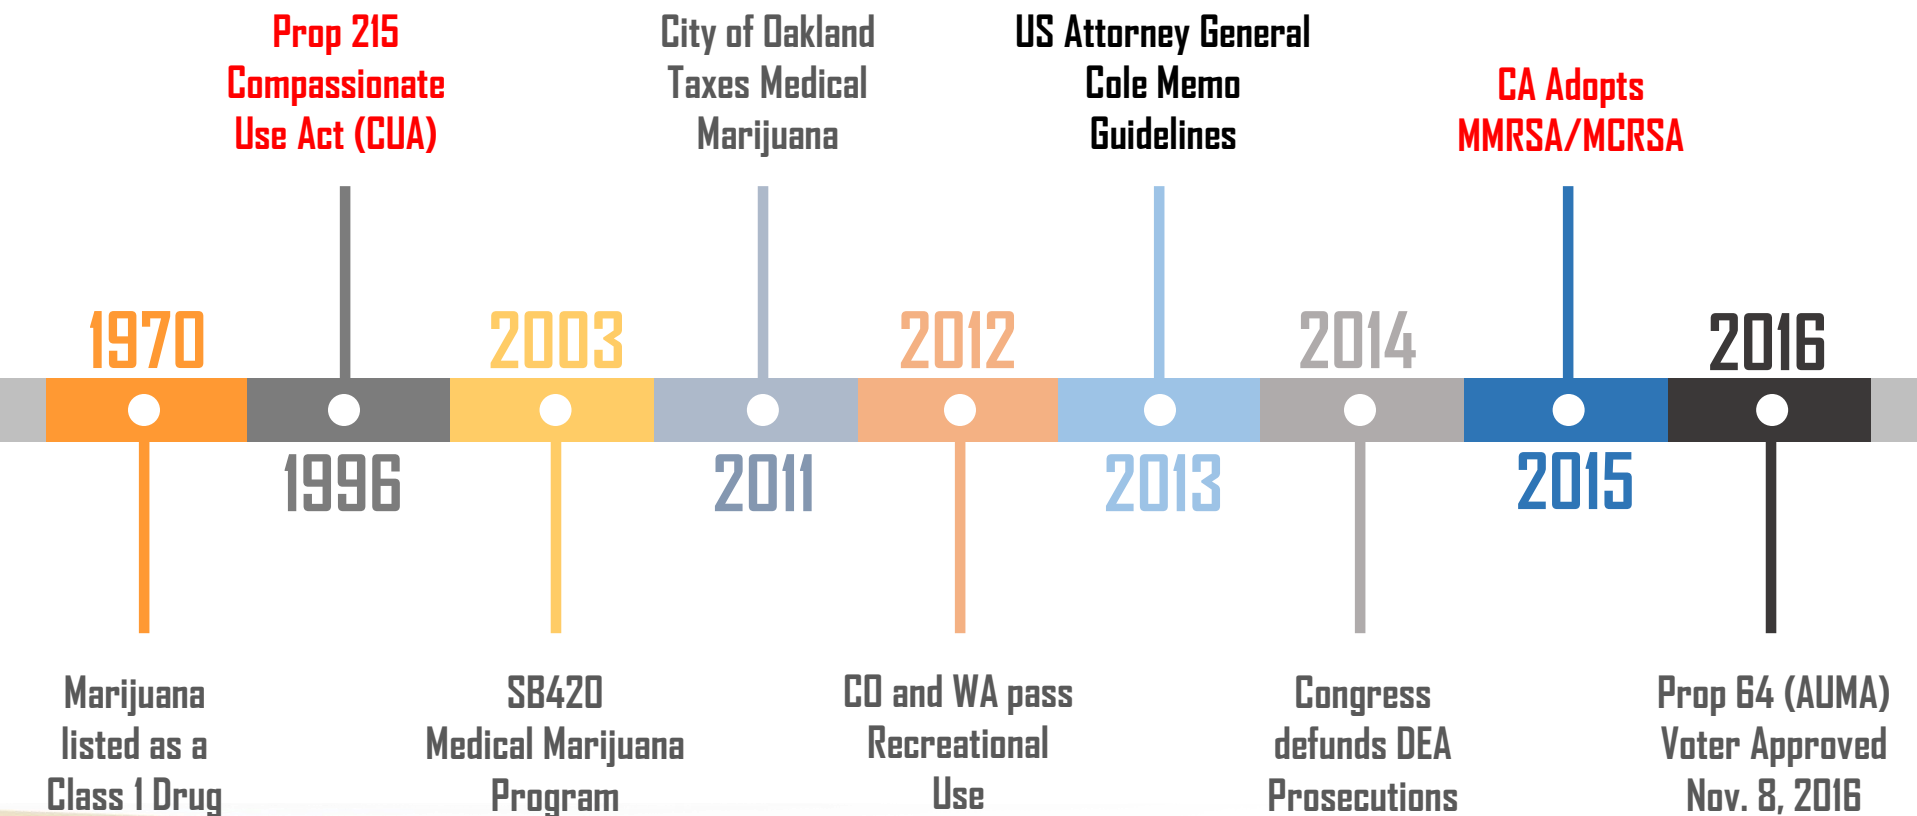 Prop 215
Compassionate
Use Act (CUA)
City of Oakland
Taxes Medical
Marijuana
US Attorney General
Cole Memo
Guidelines
CA Adopts
MMRSA/MCRSA
1970
2003
2012
2014
2016
1996
2011
2013
2015
Marijuana
listed as a
Class 1 Drug
SB420
Medical Marijuana
Program
CO and WA pass
Recreational
Use
Congress
defunds DEA
Prosecutions
Prop 64 (AUMA)
Voter Approved
Nov. 8, 2016